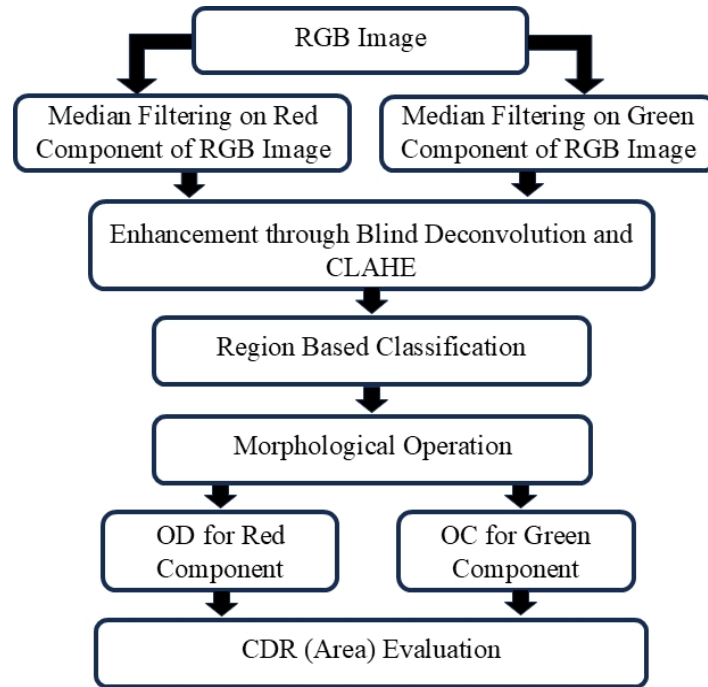 RGB Image
Median Filtering on Red
Component of RGB Image
Median Filtering on Green
Component of RGB Image
Enhancement through Blind Deconvolution and
CLAHE
Region Based Classification
Morphological Operation
OD for Red
Component
OC for Green
Component
CDR (Area) Evaluation